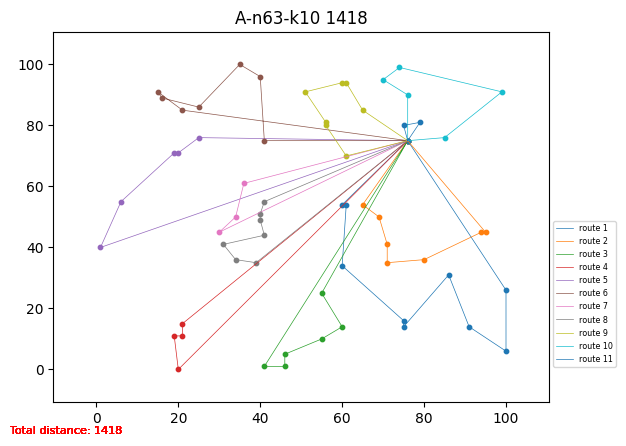 A-n63-k10 1418
100
80
60
40
20
0
0 20 40 60 80 100
route 1
route 2
route 3
route 4
route 5
route 6
route 7
route 8
route 9
route 10
route 11
Total distance: 1418